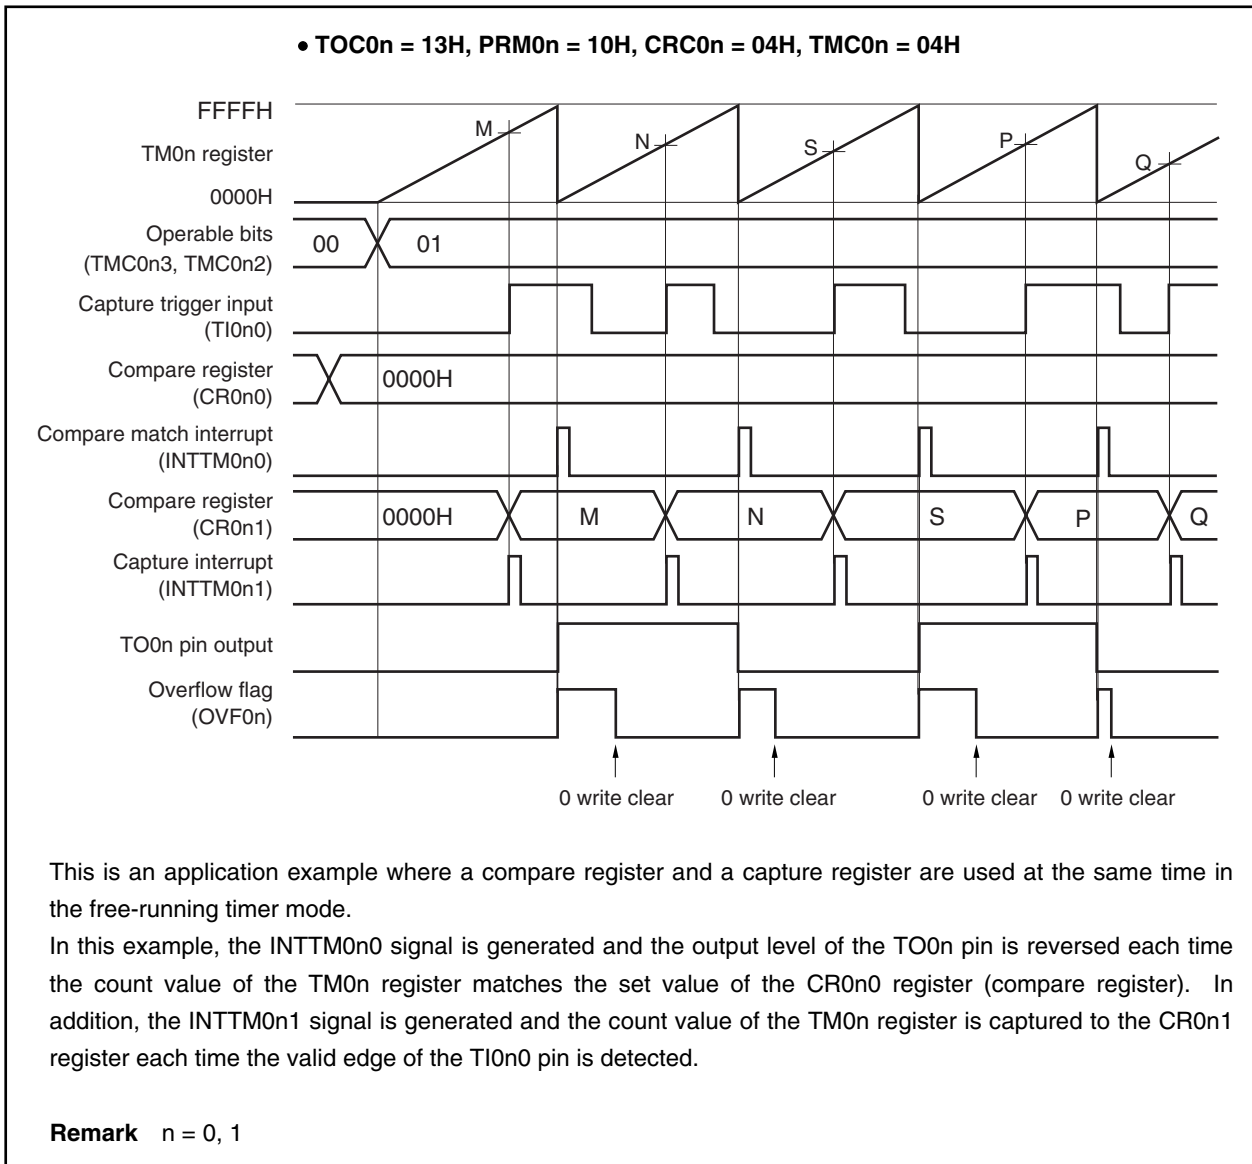 ● TOC0n = 13H, PRM0n = 10H, CRC0n = 04H, TMC0n = 04H
FFFFH
TM0n register
0000H
M
N
S
P
Q
Operable bits
(TMC0n3, TMC0n2)
00
01
Capture trigger input
(TI0n0)
Compare register
(CR0n0)
0000H
Compare match interrupt
(INTTM0n0)
Compare register
(CR0n1)
0000H
M
N
S
P
Q
Capture interrupt
(INTTM0n1)
TO0n pin output
Overflow flag
(OVF0n)
0 write clear
0 write clear
0 write clear
0 write clear
This is an application example where a compare register and a capture register are used at the same time in
the free-running timer mode.
In this example, the INTTM0n0 signal is generated and the output level of the TO0n pin is reversed each time
the count value of the TM0n register matches the set value of the CR0n0 register (compare register). In
addition, the INTTM0n1 signal is generated and the count value of the TM0n register is captured to the CR0n1
register each time the valid edge of the TI0n0 pin is detected.
Remark n = 0, 1